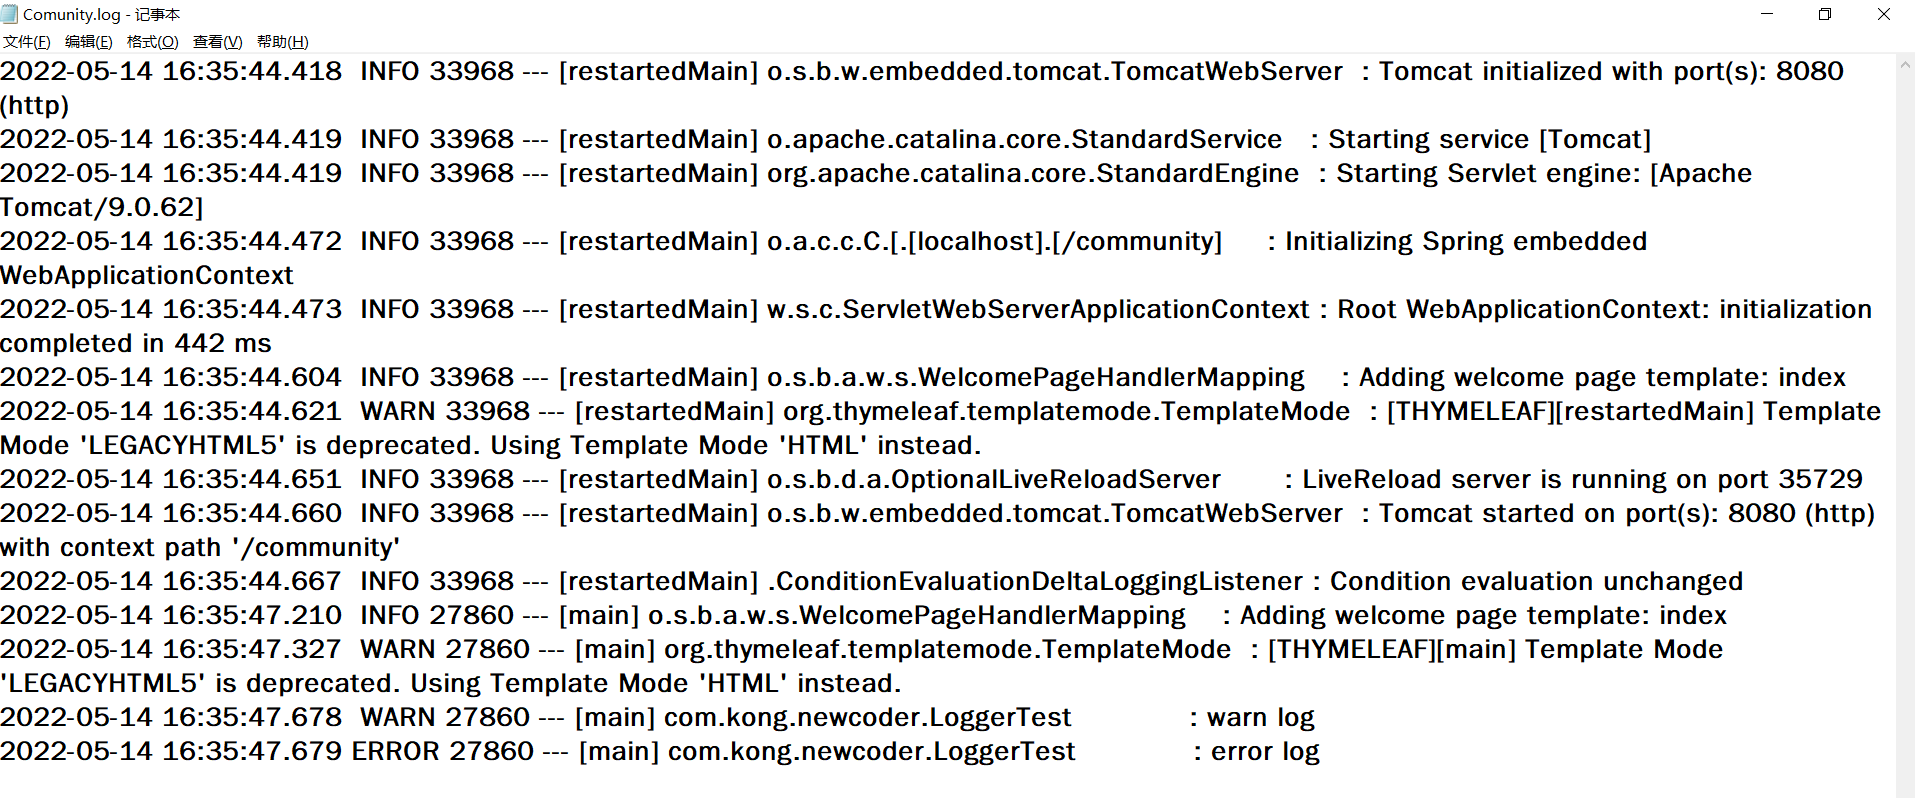 Comunity.log - 记事本
文件(F) 编辑(E) 格式(O) 查看(V) 帮助(H)
2022-05-14 16:35:44.418  INFO 33968 --- [restartedMain] o.s.b.w.embedded.tomcat.TomcatWebServer  : Tomcat initialized with port(s): 8080
(http)
2022-05-14 16:35:44.419  INFO 33968 --- [restartedMain] o.apache.catalina.core.StandardService   : Starting service [Tomcat]
2022-05-14 16:35:44.419  INFO 33968 --- [restartedMain] org.apache.catalina.core.StandardEngine  : Starting Servlet engine: [Apache
Tomcat/9.0.62]
2022-05-14 16:35:44.472  INFO 33968 --- [restartedMain] o.a.c.c.C.[.[localhost].[/community]     : Initializing Spring embedded
WebApplicationContext
2022-05-14 16:35:44.473  INFO 33968 --- [restartedMain] w.s.c.ServletWebServerApplicationContext : Root WebApplicationContext: initialization
completed in 442 ms
2022-05-14 16:35:44.604  INFO 33968 --- [restartedMain] o.s.b.a.w.s.WelcomePageHandlerMapping    : Adding welcome page template: index
2022-05-14 16:35:44.621  WARN 33968 --- [restartedMain] org.thymeleaf.templatemode.TemplateMode  : [THYMELEAF][restartedMain] Template
Mode 'LEGACYHTML5' is deprecated. Using Template Mode 'HTML' instead.
2022-05-14 16:35:44.651  INFO 33968 --- [restartedMain] o.s.b.d.a.OptionalLiveReloadServer       : LiveReload server is running on port 35729
2022-05-14 16:35:44.660  INFO 33968 --- [restartedMain] o.s.b.w.embedded.tomcat.TomcatWebServer  : Tomcat started on port(s): 8080 (http)
with context path '/community'
2022-05-14 16:35:44.667  INFO 33968 --- [restartedMain] .ConditionEvaluationDeltaLoggingListener : Condition evaluation unchanged
2022-05-14 16:35:47.210  INFO 27860 --- [main] o.s.b.a.w.s.WelcomePageHandlerMapping    : Adding welcome page template: index
2022-05-14 16:35:47.327  WARN 27860 --- [main] org.thymeleaf.templatemode.TemplateMode  : [THYMELEAF][main] Template Mode
'LEGACYHTML5' is deprecated. Using Template Mode 'HTML' instead.
2022-05-14 16:35:47.678  WARN 27860 --- [main] com.kong.newcoder.LoggerTest             : warn log
2022-05-14 16:35:47.679 ERROR 27860 --- [main] com.kong.newcoder.LoggerTest             : error log